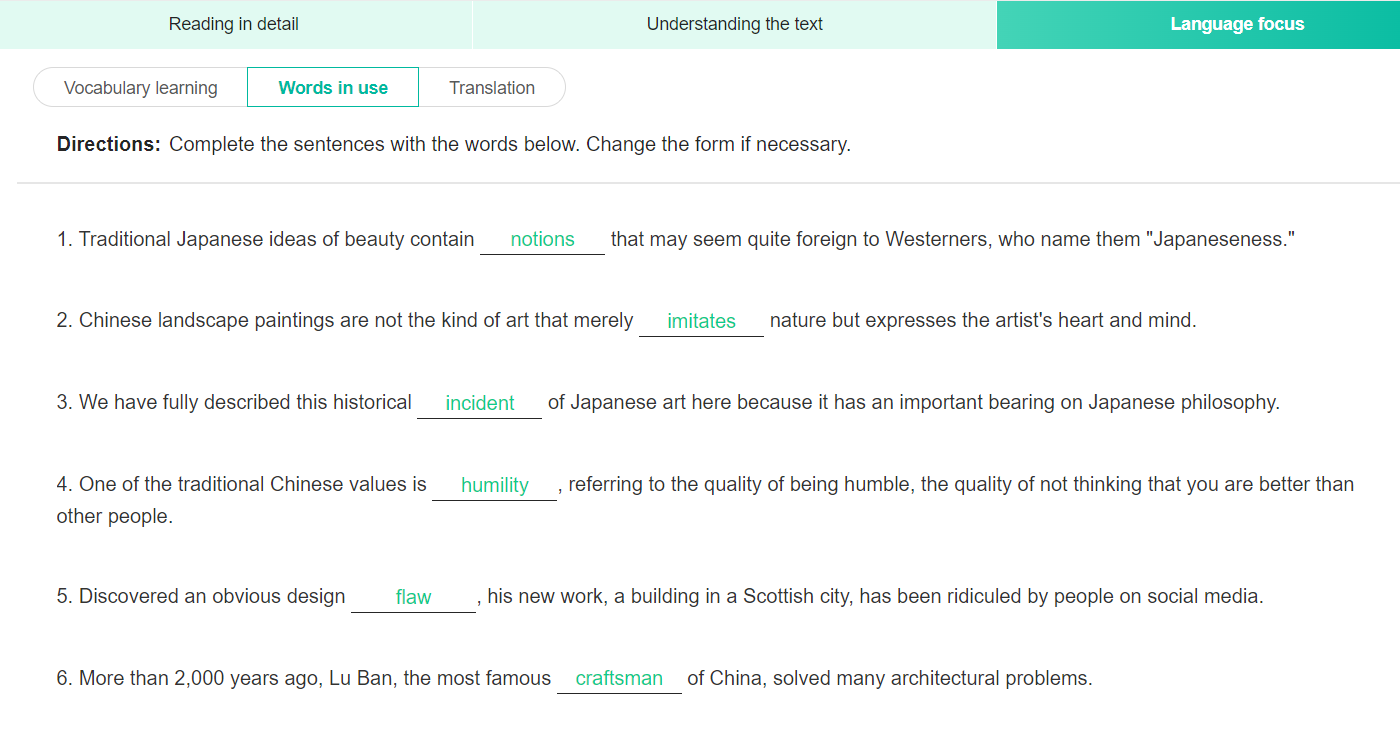 Reading in detail
Understanding the text
Language focus
Vocabulary learning
Words in use
Translation
Directions: Complete the sentences with the words below. Change the form if necessary.
1. Traditional Japanese ideas of beauty contain notions that may seem quite foreign to Westerners, who name them "Japaneseness."
2. Chinese landscape paintings are not the kind of art that merely imitates nature but expresses the artist's heart and mind.
3. We have fully described this historical incident of Japanese art here because it has an important bearing on Japanese philosophy.
4. One of the traditional Chinese values is humility, referring to the quality of being humble, the quality of not thinking that you are better than
other people.
5. Discovered an obvious design flaw, his new work, a building in a Scottish city, has been ridiculed by people on social media.
6. More than 2,000 years ago, Lu Ban, the most famous craftsman of China, solved many architectural problems.